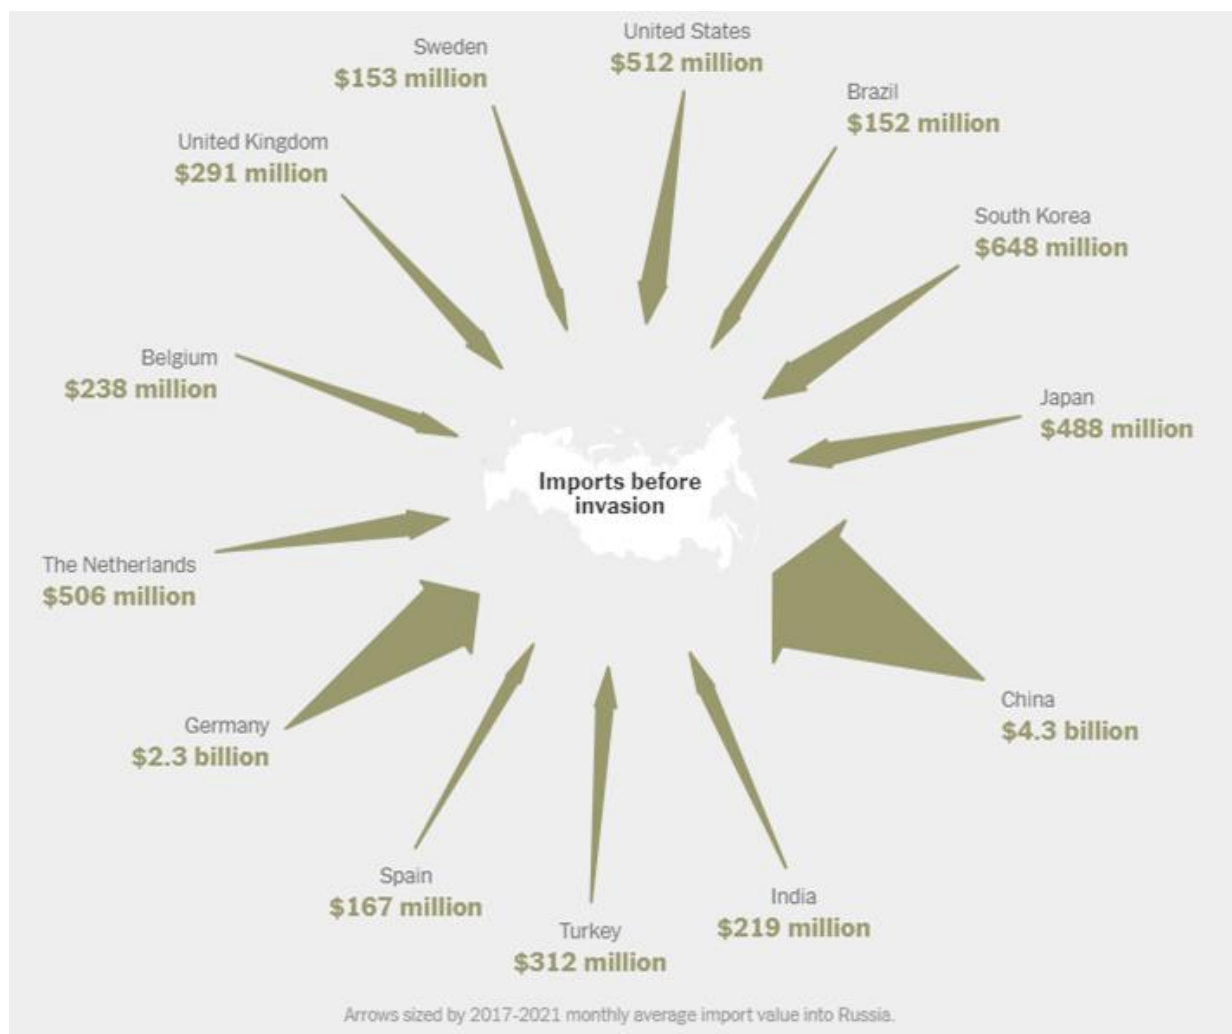 United States
$512 million
Sweden
$153 million
Brazil
$152 million
United Kingdom
$291 million
South Korea
$648 million
Belgium
$238 million
Japan
$488 million
Imports before
invasion
The Netherlands
$506 million
Germany
$2.3 billion
China
$4.3 billion
Spain
$167 million
India
$219 million
Turkey
$312 million
Arrows sized by 2017-2021 monthly average import value into Russia.